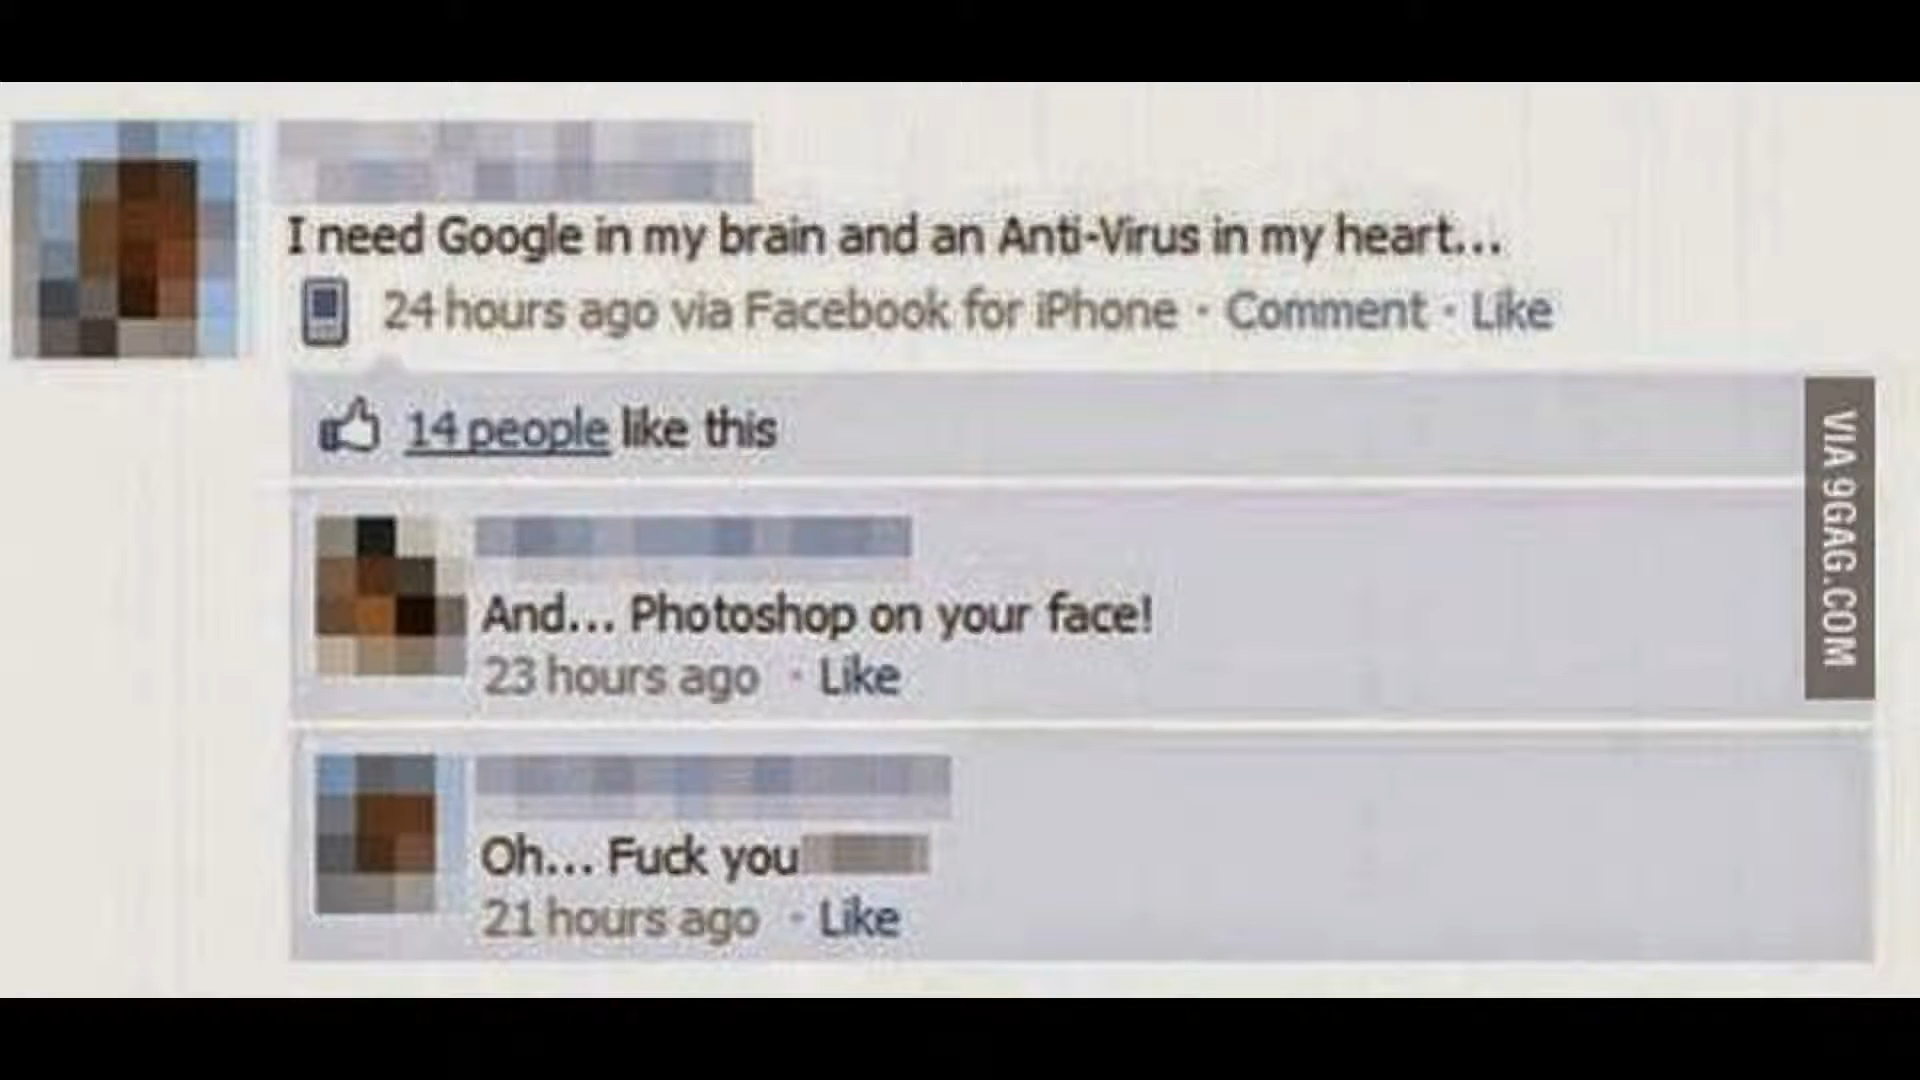 I need Google in my brain and an Anti-Virus in my heart...
24 hours ago via Facebook for iPhone · Comment · Like
14 people like this
And... Photoshop on your face!
23 hours ago · Like
Oh... Fuck you
21 hours ago · Like
VIA 9GAG.COM